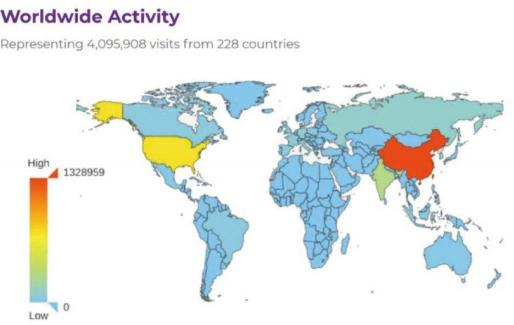 Worldwide Activity
Representing 4,095,908 visits from 228 countries
High
1328959
0
Low